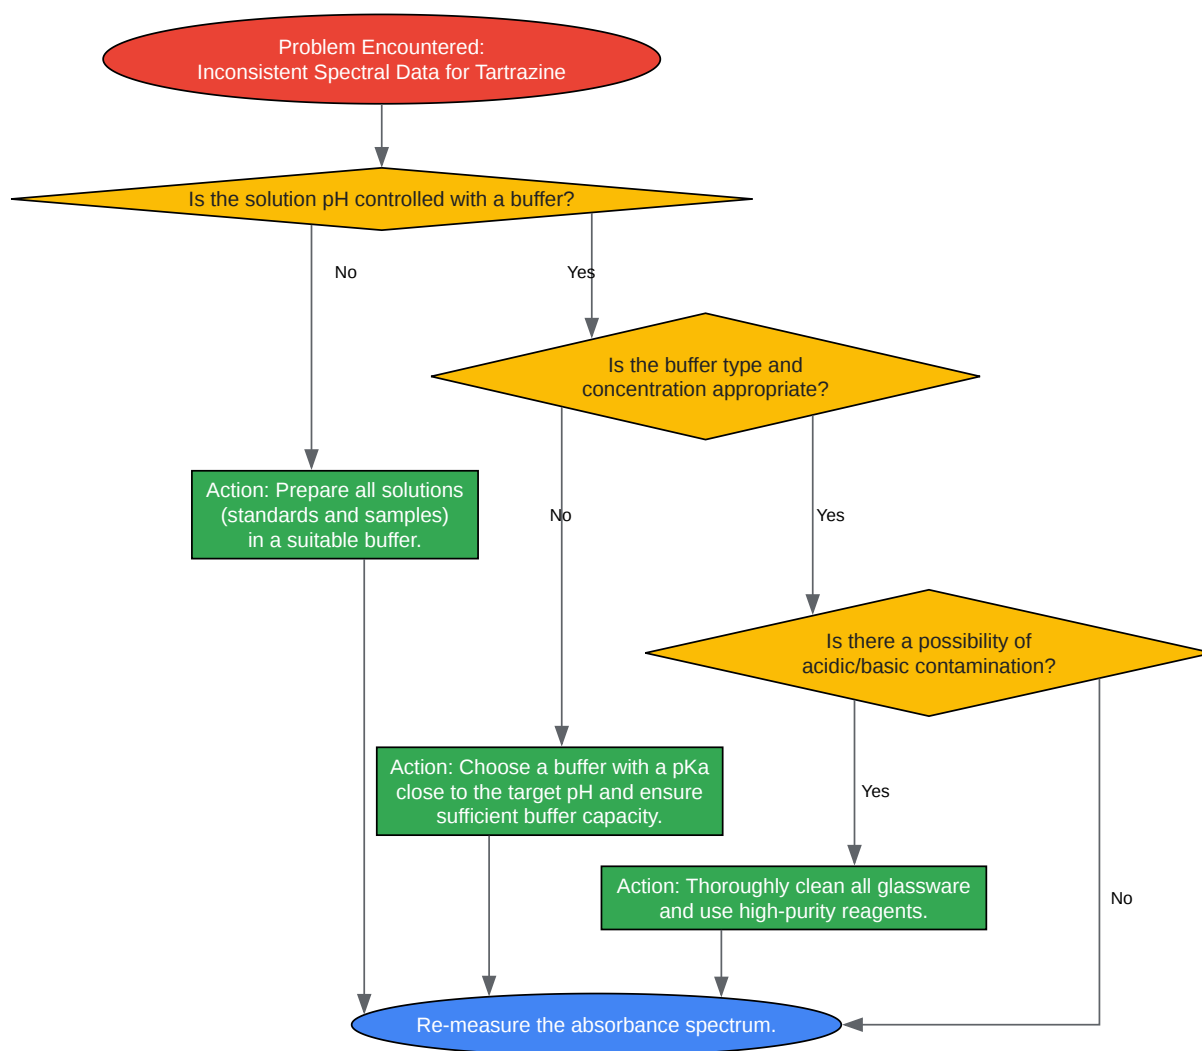 Problem Encountered:
Inconsistent Spectral Data for Tartrazine
Is the solution pH controlled with a buffer?
No
Yes
Is the buffer type and
concentration appropriate?
Action: Prepare all solutions
(standards and samples)
in a suitable buffer.
No
Yes
Is there a possibility of
acidic/basic contamination?
Action: Choose a buffer with a pKa
close to the target pH and ensure
sufficient buffer capacity.
Yes
Action: Thoroughly clean all glassware
and use high-purity reagents.
No
Re-measure the absorbance spectrum.